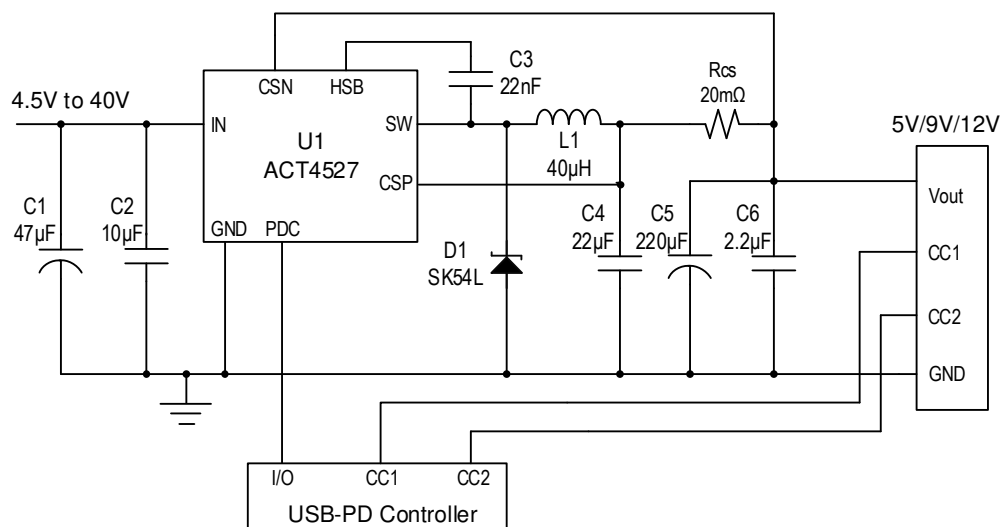 CSN
HSB
C3
22nF
Rcs
20mΩ
4.5V to 40V
IN
SW
5V/9V/12V
U1
ACT4527
L1
40µH
CSP
Vout
C1
47µF
C2
10µF
GND
PDC
C4
22µF
C5
220µF
C6
2.2µF
D1
SK54L
CC1
CC2
GND
I/O
CC1
CC2
USB-PD Controller